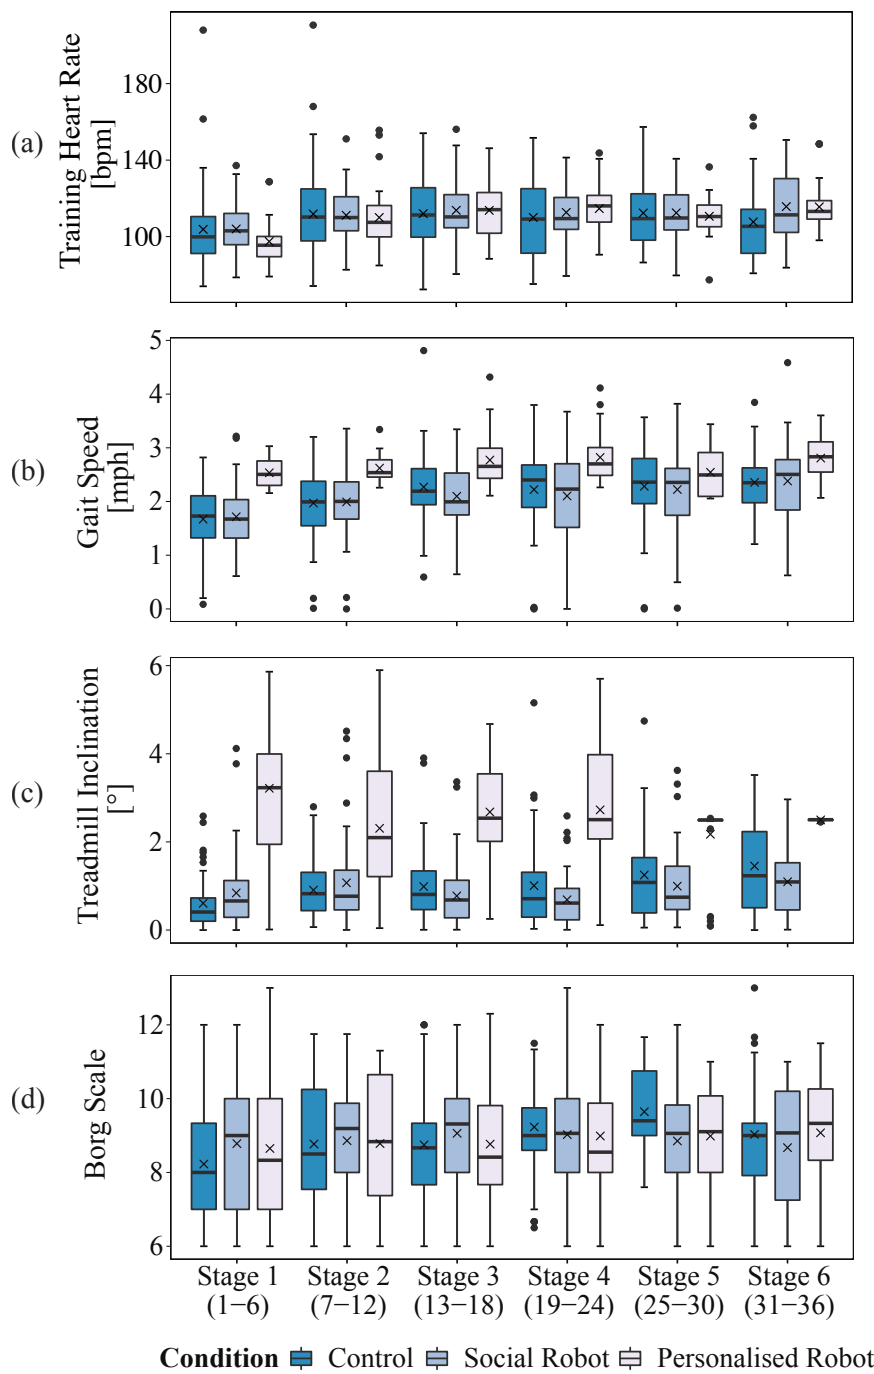 (a)
Training Heart Rate
[bpm]
180
140
100
(b)
Gait Speed
[mph]
5
4
3
2
1
0
(c)
Treadmill Inclination
[°]
6
4
2
0
(d)
Borg Scale
12
10
8
6
Stage 1 Stage 2 Stage 3 Stage 4 Stage 5 Stage 6
(1−6) (7−12) (13−18) (19−24) (25−30) (31−36)
Condition Control Social Robot Personalised Robot